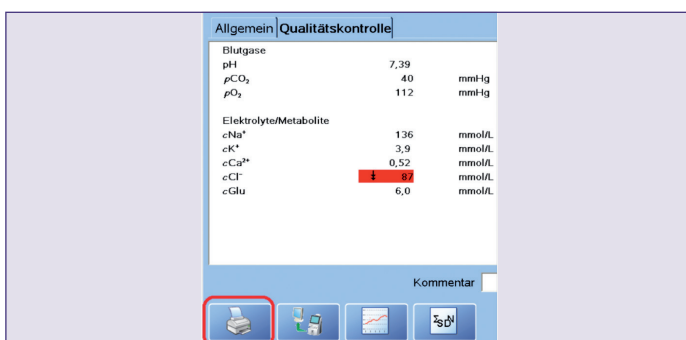 Allgemein Qualitätskontrolle
Blutgase
pH 7,39
pCO₂ 40 mmHg
pO₂ 112 mmHg
Elektrolyte/Metabolite
cNa⁺ 136 mmol/L
cK⁺ 3,9 mmol/L
cCa²⁺ 0,52 mmol/L
cCl⁻ 87 mmol/L
cGlu 6,0 mmol/L
Kommentar
ΣSDN